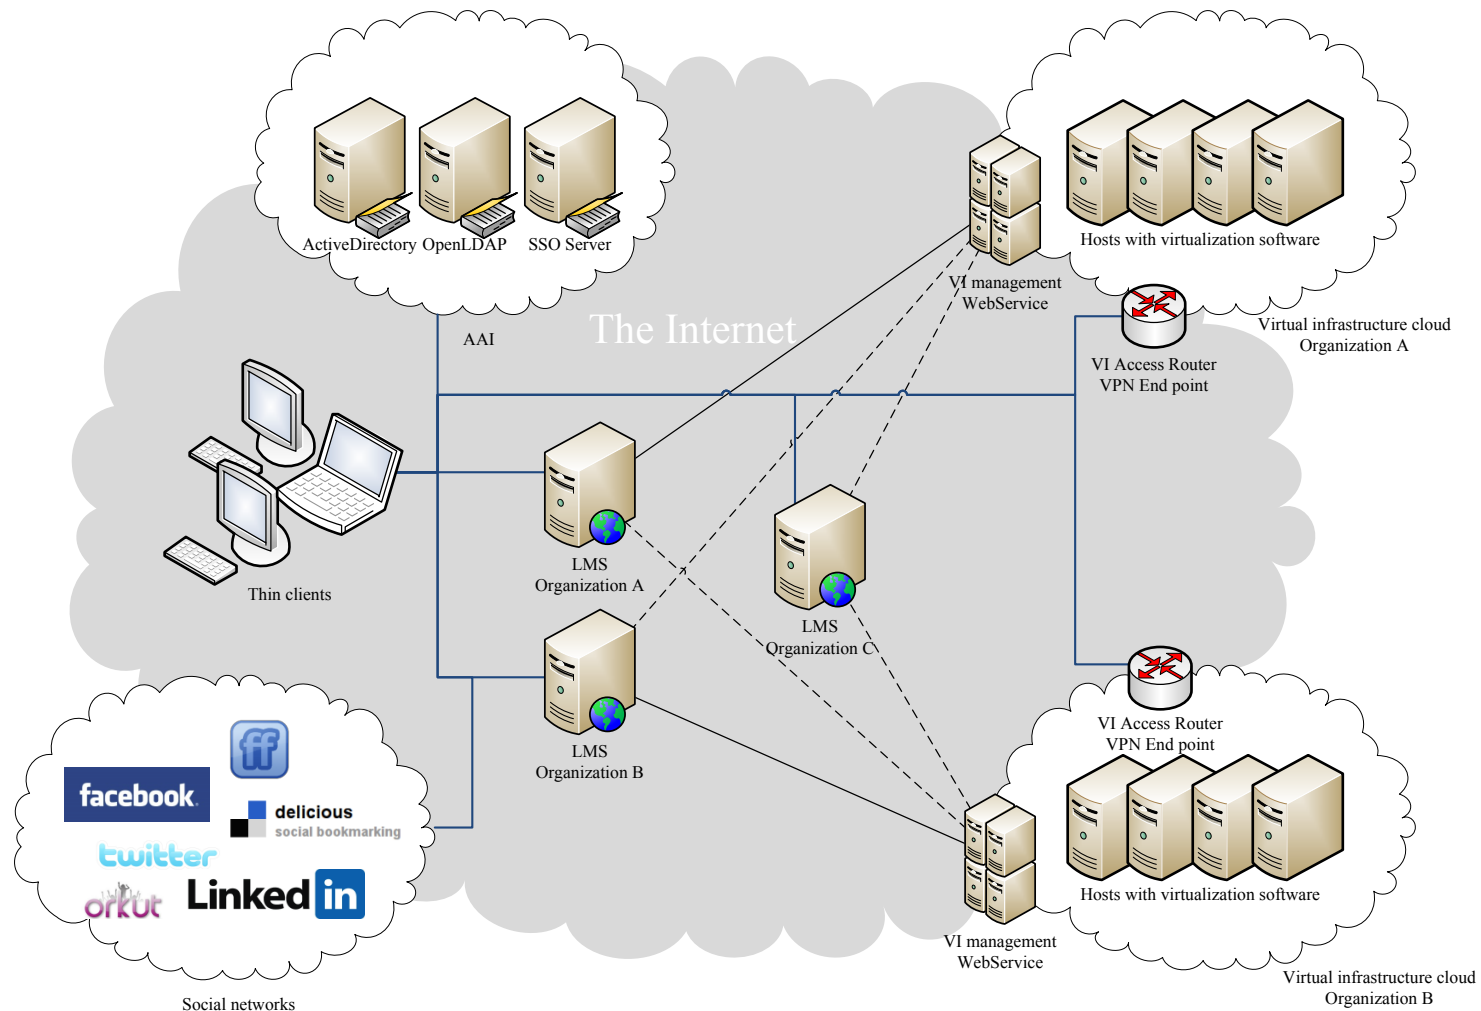 ActiveDirectory OpenLDAP SSO Server
AAI
The Internet
Hosts with virtualization software
VI management
WebService
Virtual infrastructure cloud
Organization A
VI Access Router
VPN End point
Thin clients
LMS
Organization A
LMS
Organization C
LMS
Organization B
VI Access Router
VPN End point
Hosts with virtualization software
VI management
WebService
Virtual infrastructure cloud
Organization B
ff
facebook.
delicious
social bookmarking
twitter
orkut
Linked in
Social networks